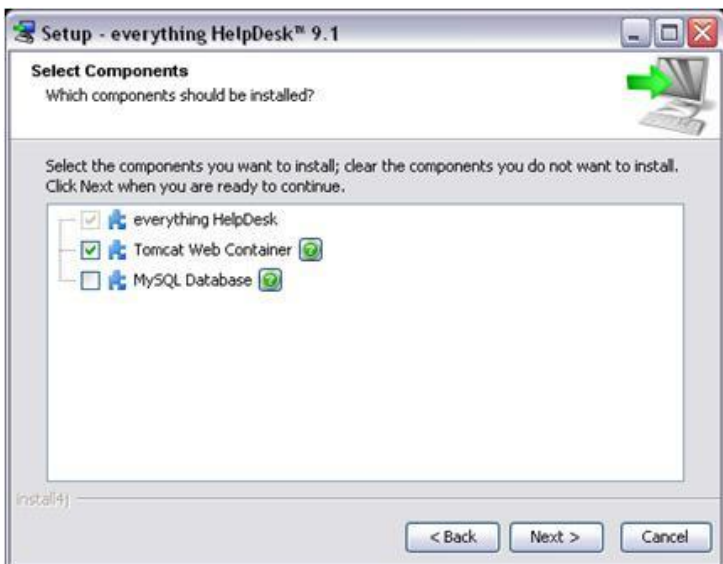 Setup - everything HelpDesk™ 9.1
Select Components
Which components should be installed?
Select the components you want to install; clear the components you do not want to install.
Click Next when you are ready to continue.
everything HelpDesk
Tomcat Web Container
MySQL Database
install4j
< Back Next > Cancel